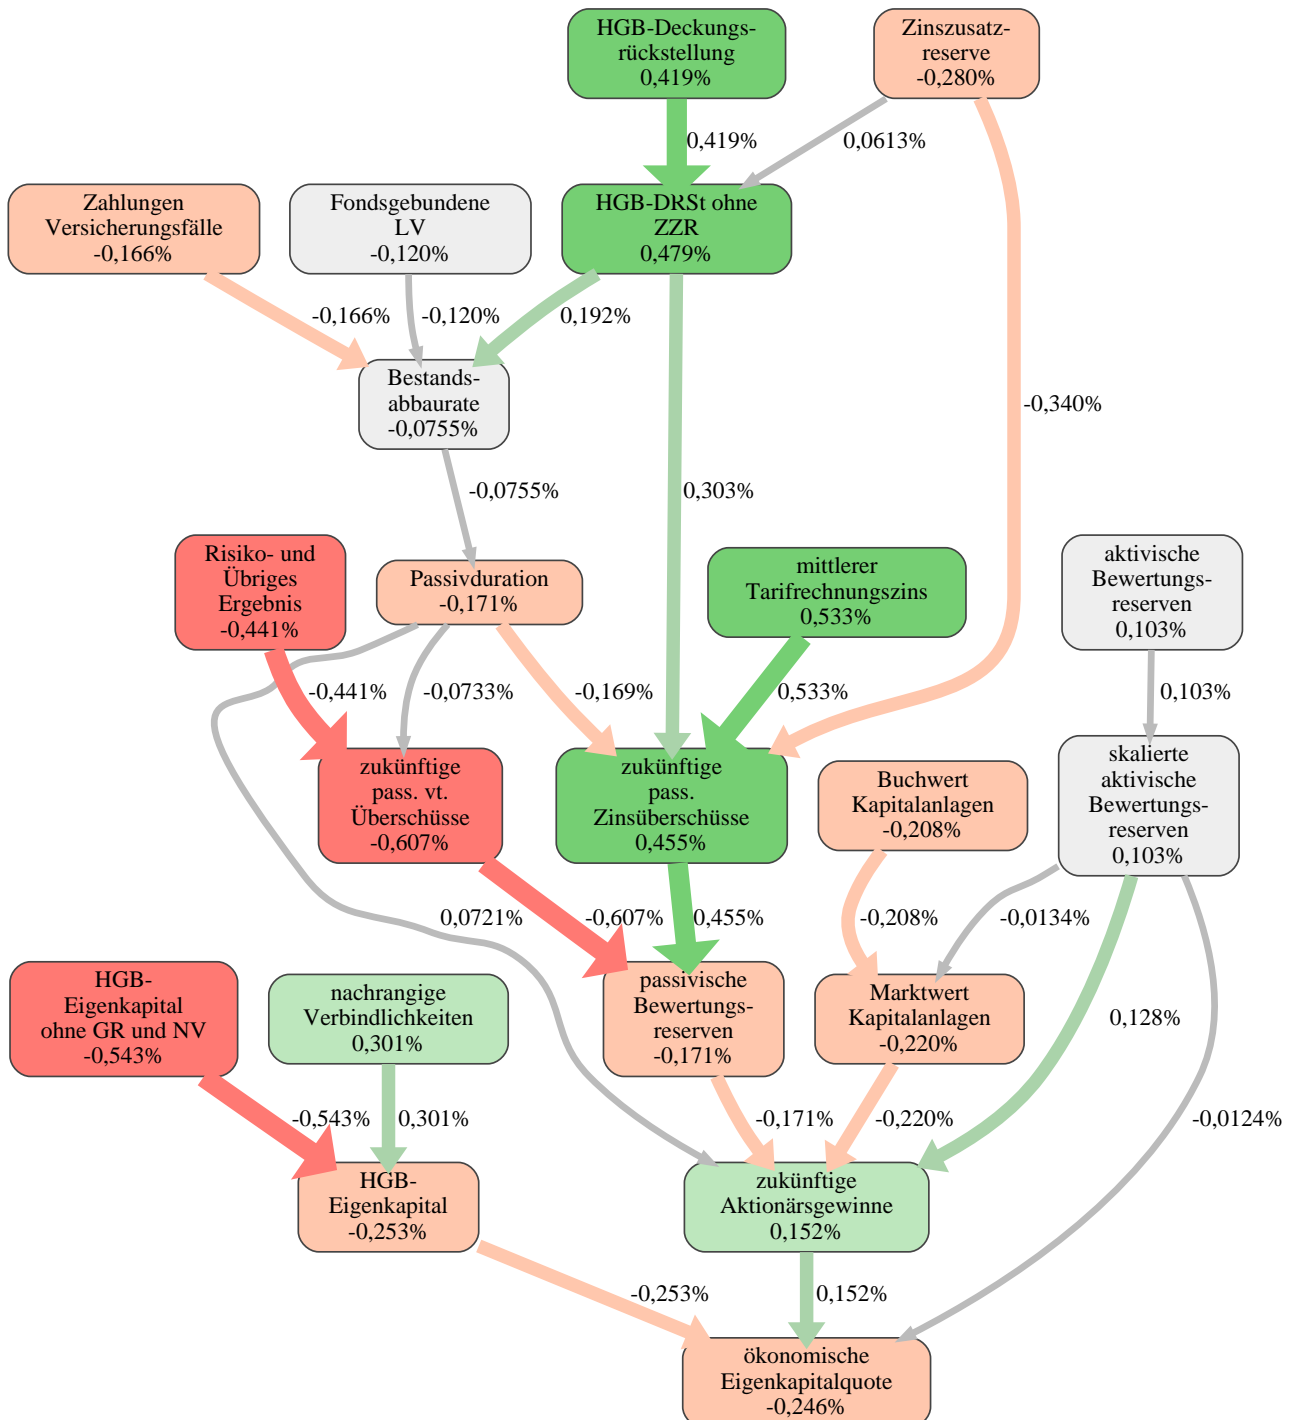 HGB-Deckungs-
rückstellung
0,419%
Zinszusatz-
reserve
-0,280%
0,419%
0,0613%
Zahlungen
Versicherungsfälle
-0,166%
Fondsgebundene
LV
-0,120%
HGB-DRSt ohne
ZZR
0,479%
-0,166%
-0,120%
0,192%
Bestands-
abbaurate
-0,0755%
-0,340%
-0,0755%
0,303%
Risiko- und
Übriges
Ergebnis
-0,441%
Passivduration
-0,171%
mittlerer
Tarifrechnungszins
0,533%
aktivische
Bewertungs-
reserven
0,103%
-0,441%
-0,0733%
-0,169%
0,533%
0,103%
zukünftige
pass. vt.
Überschüsse
-0,607%
zukünftige
pass.
Zinsüberschüsse
0,455%
Buchwert
Kapitalanlagen
-0,208%
skalierte
aktivische
Bewertungs-
reserven
0,103%
0,0721%
-0,607%
0,455%
-0,208%
-0,0134%
HGB-
Eigenkapital
ohne GR und NV
-0,543%
nachrangige
Verbindlichkeiten
0,301%
passivische
Bewertungs-
reserven
-0,171%
Marktwert
Kapitalanlagen
-0,220%
0,128%
-0,543%
0,301%
-0,171%
-0,220%
-0,0124%
HGB-
Eigenkapital
-0,253%
zukünftige
Aktionärsgewinne
0,152%
-0,253%
0,152%
ökonomische
Eigenkapitalquote
-0,246%